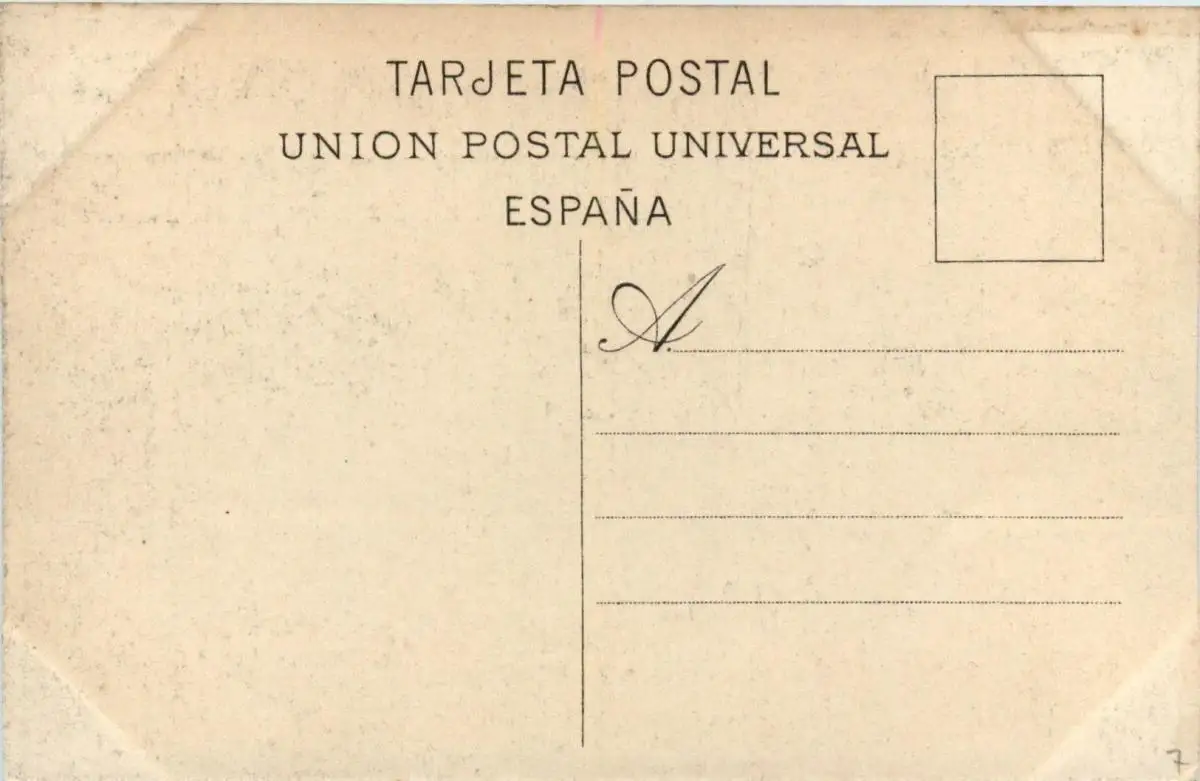 TARJETA POSTAL
UNION POSTAL UNIVERSAL
ESPAÑA
A
7